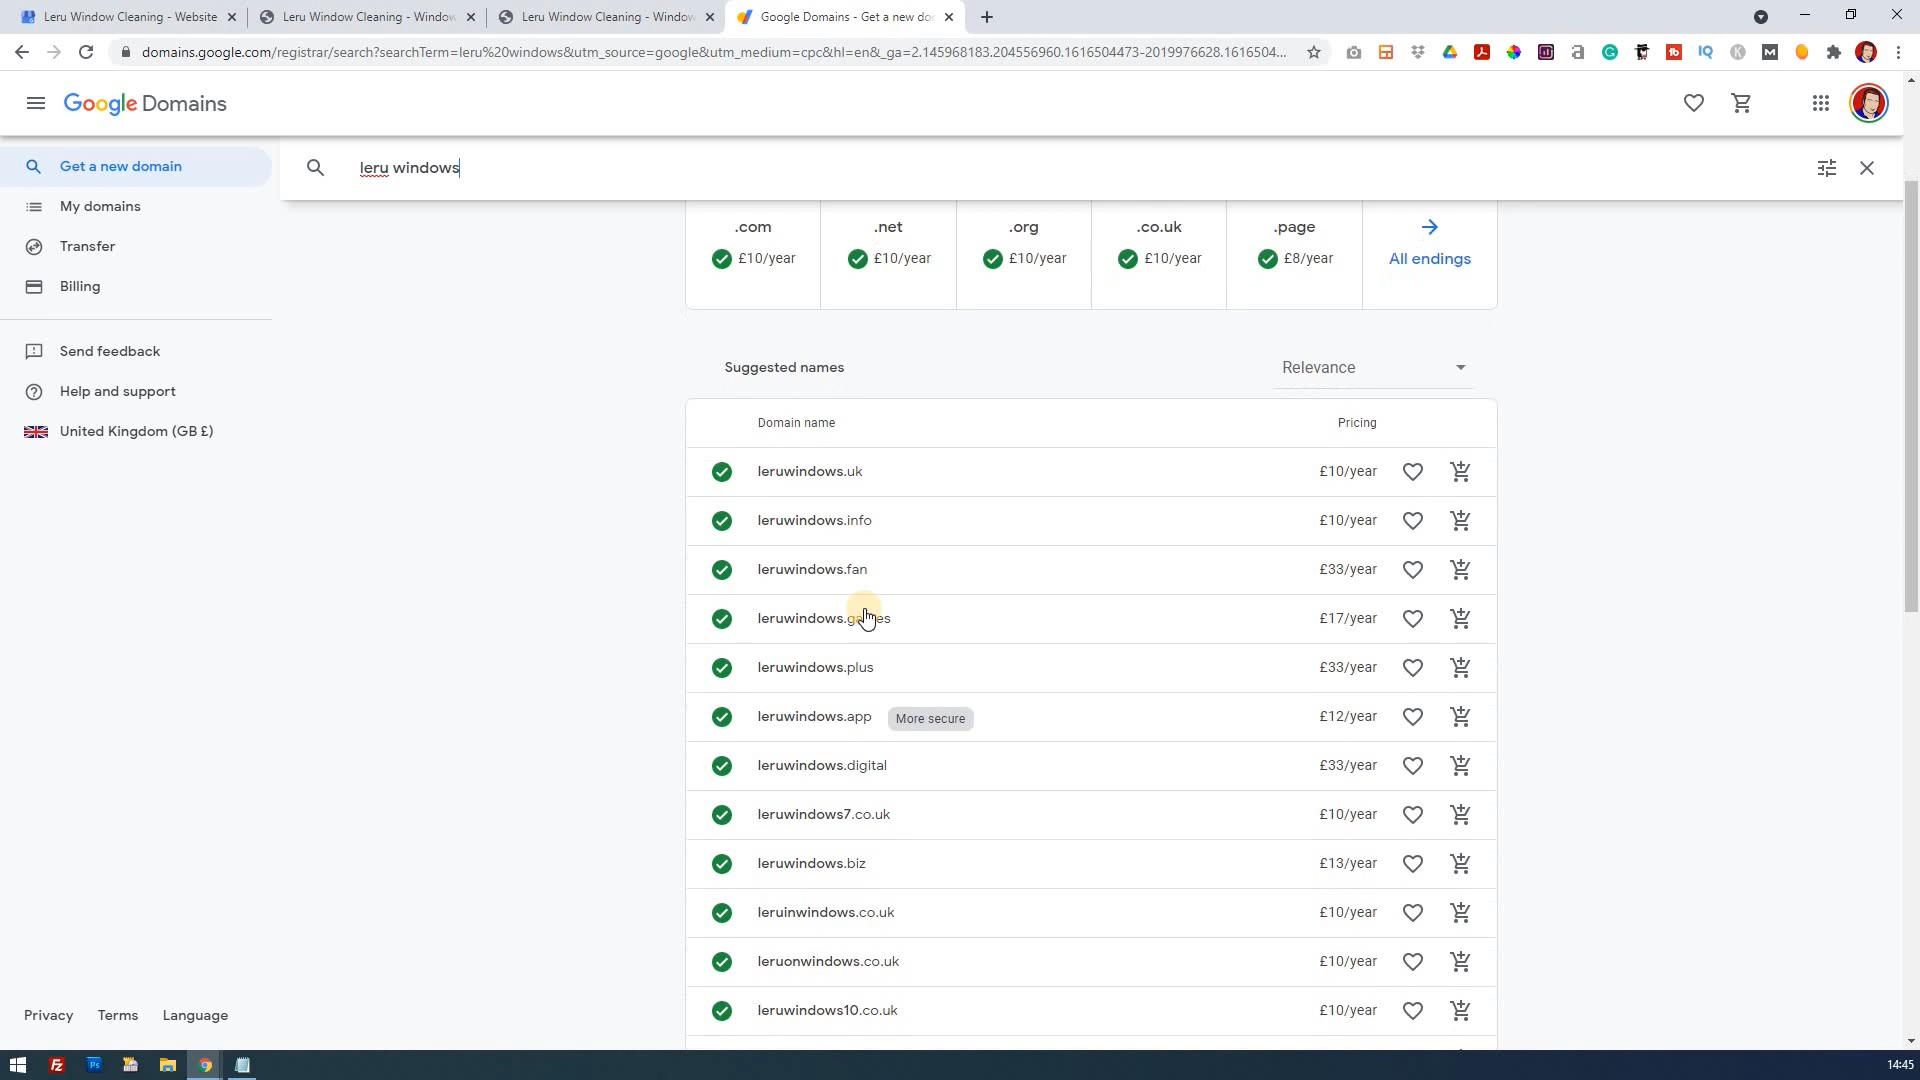 Leru Window Cleaning - Website
Leru Window Cleaning - Window
Leru Window Cleaning - Window
Google Domains - Get a new dor
domains.google.com/registrar/search?searchTerm=leru%20windows&utm_source=google&utm_medium=cpc&hl=en&_ga=2.145968183.204556960.1616504473-2019976628.1616504...
Google Domains
leru windows
Get a new domain
My domains
Transfer
Billing
Send feedback
Help and support
United Kingdom (GB £)
.com
.net
.org
.co.uk
.page
£10/year
£10/year
£10/year
£10/year
£8/year
All endings
Suggested names
Relevance
Domain name
Pricing
leruwindows.uk
£10/year
leruwindows.info
£10/year
leruwindows.fan
£33/year
leruwindows.games
£17/year
leruwindows.plus
£33/year
leruwindows.app
More secure
£12/year
leruwindows.digital
£33/year
leruwindows7.co.uk
£10/year
leruwindows.biz
£13/year
leruinwindows.co.uk
£10/year
leruonwindows.co.uk
£10/year
leruwindows10.co.uk
£10/year
Privacy
Terms
Language
14:45